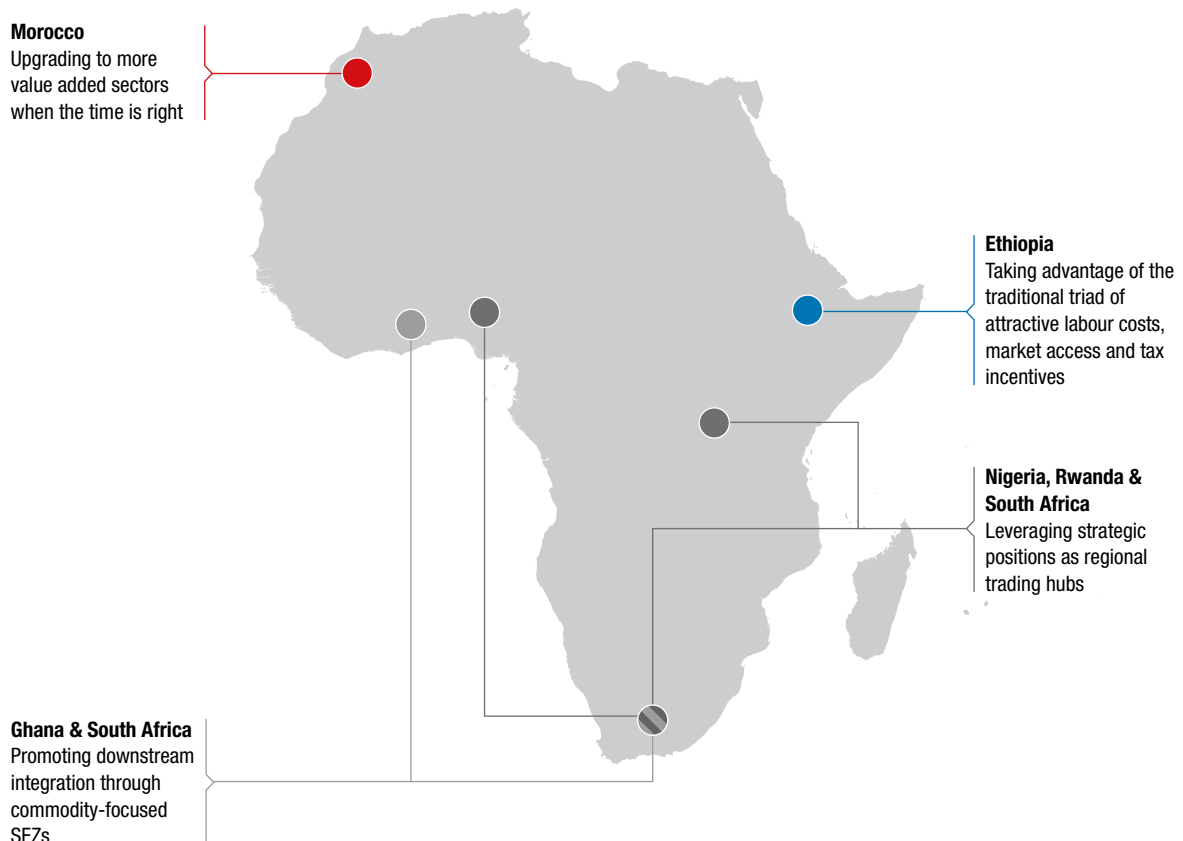 Morocco
Upgrading to more
value added sectors
when the time is right
Ethiopia
Taking advantage of the
traditional triad of
attractive labour costs,
market access and tax
incentives
Nigeria, Rwanda &
South Africa
Leveraging strategic
positions as regional
trading hubs
Ghana & South Africa
Promoting downstream
integration through
commodity-focused
SEZs